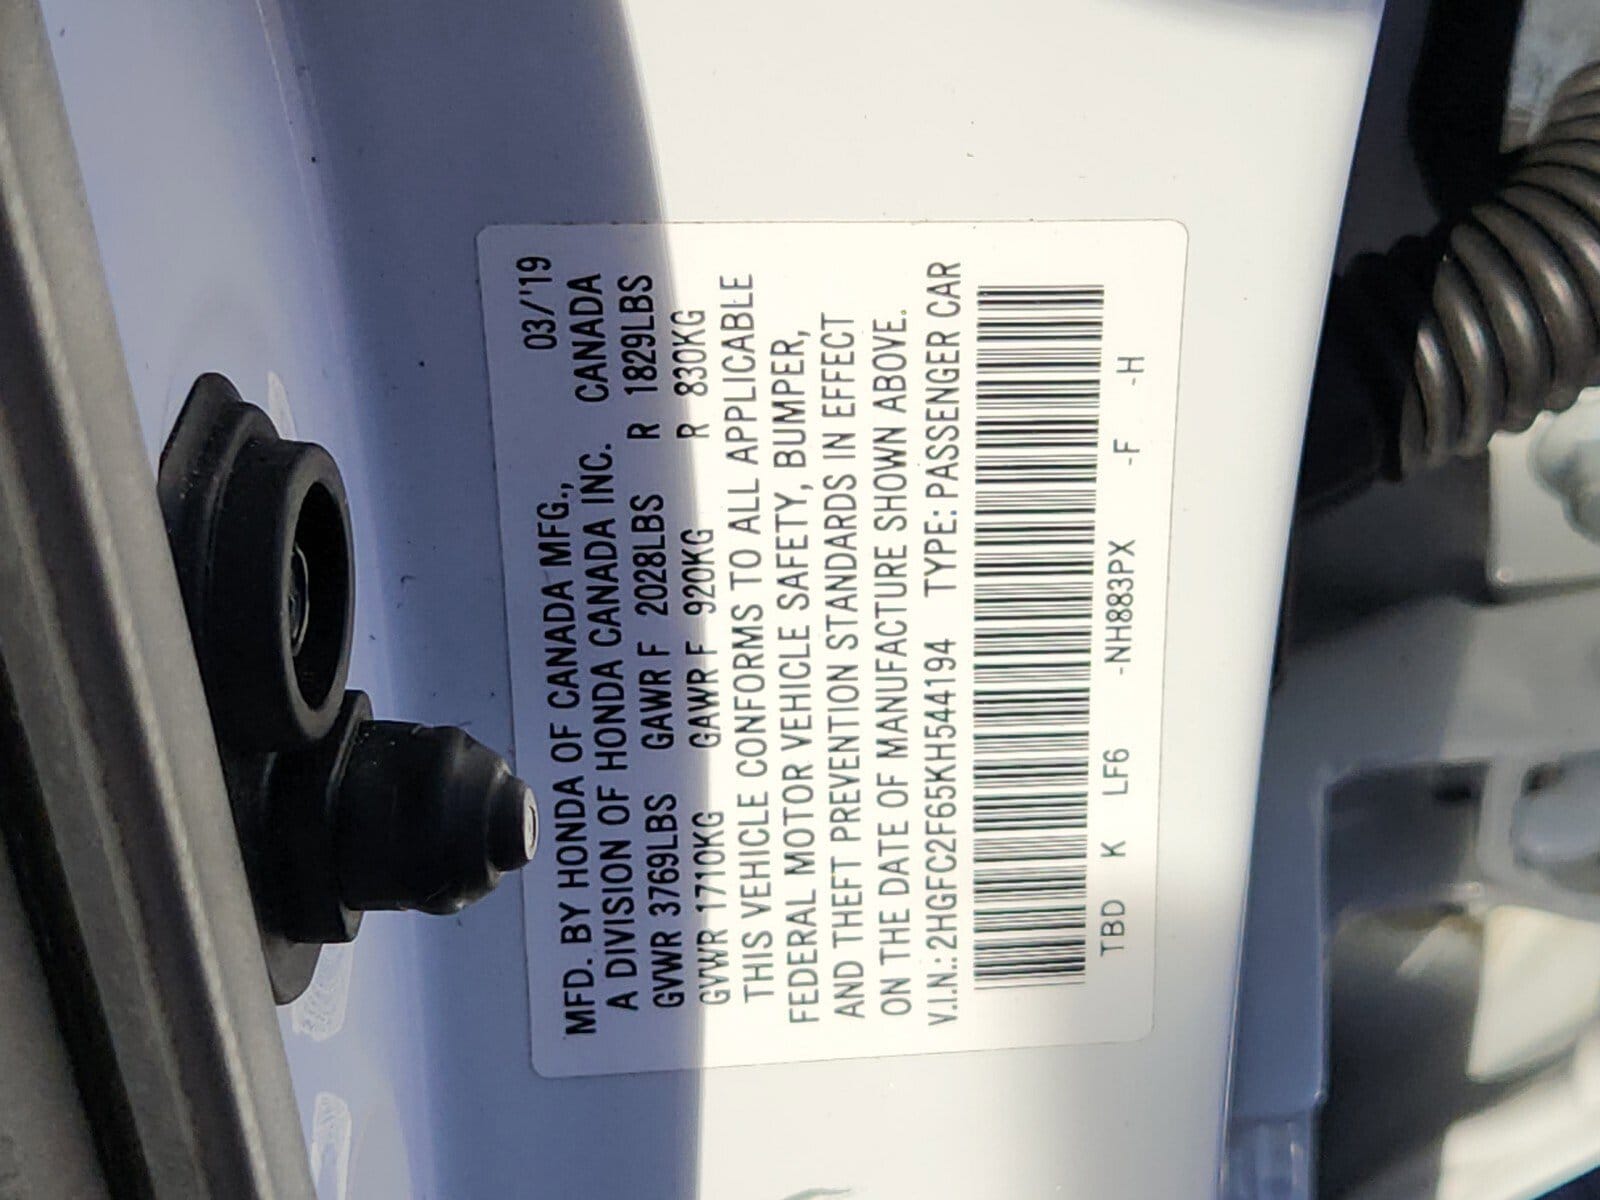 03/'19
MFD. BY HONDA OF CANADA MFG.,
A DIVISION OF HONDA CANADA INC. CANADA
GVWR 3769LBS GAWR F 2028LBS R 1829LBS
GVWR 1710KG GAWR F 920KG R 830KG
THIS VEHICLE CONFORMS TO ALL APPLICABLE
FEDERAL MOTOR VEHICLE SAFETY, BUMPER,
AND THEFT PREVENTION STANDARDS IN EFFECT
ON THE DATE OF MANUFACTURE SHOWN ABOVE.
V.I.N.:2HGFC2F65KH544194 TYPE: PASSENGER CAR
TBD K LF6 -NH883PX -F -H